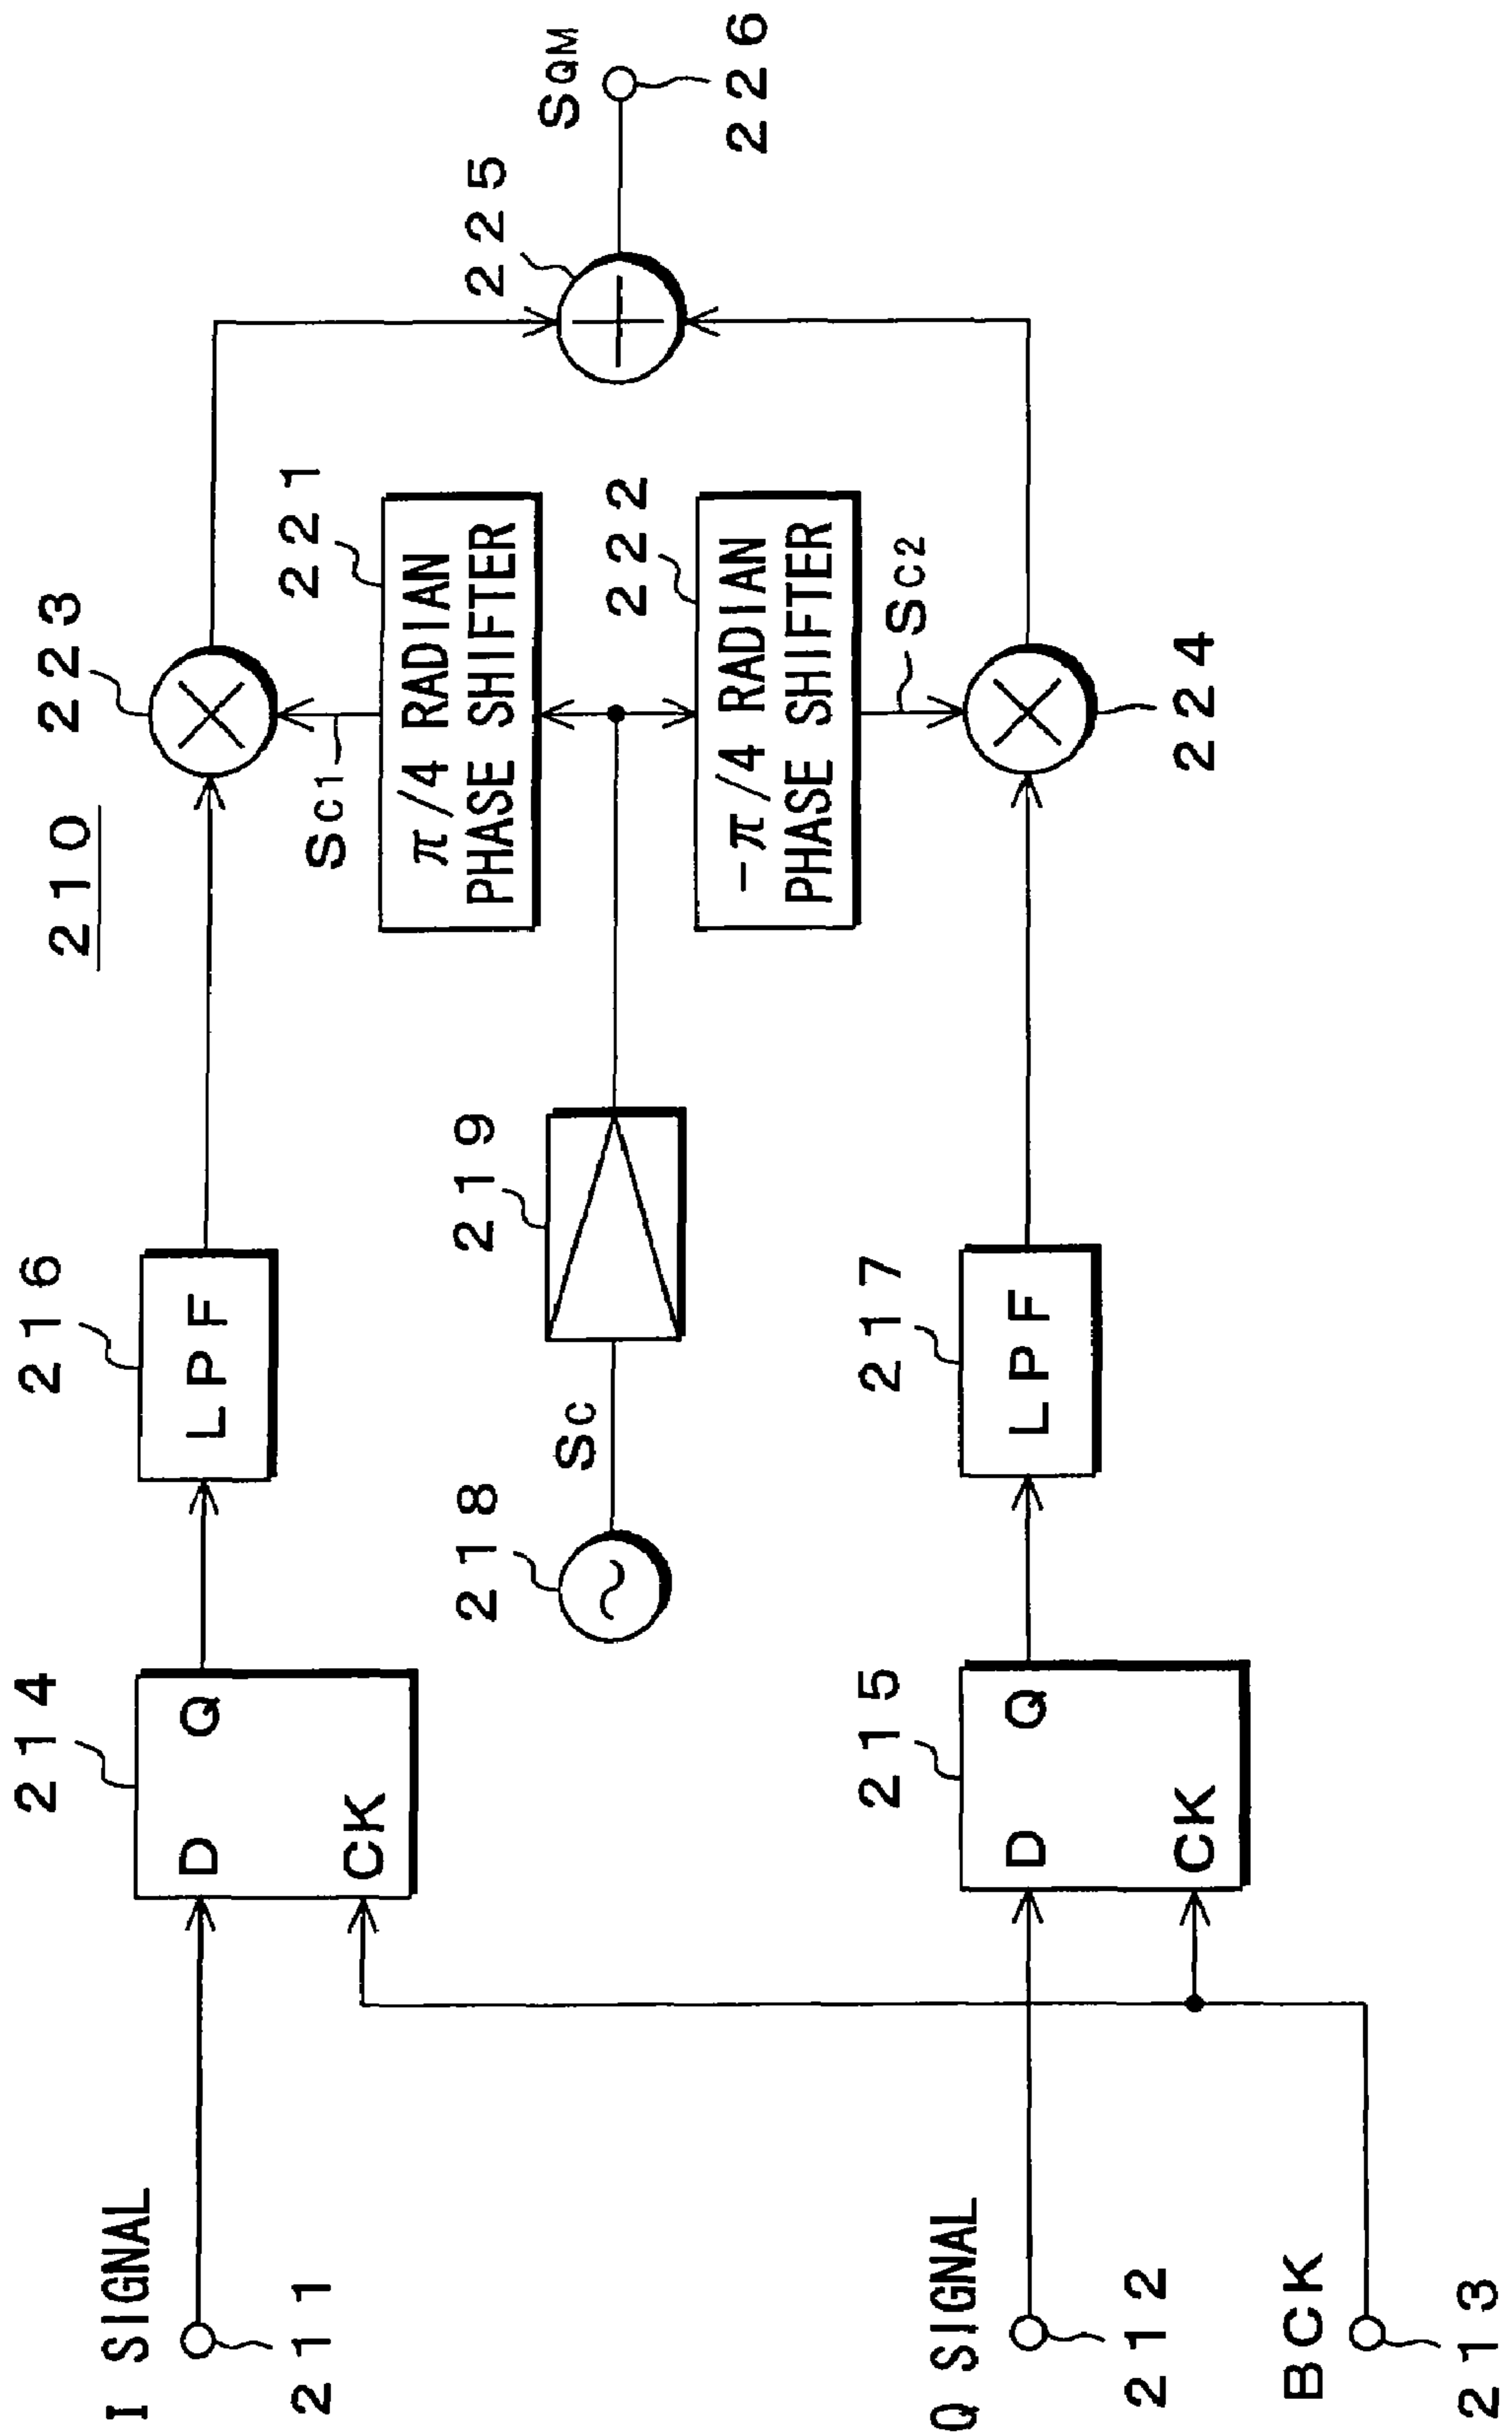 210
I SIGNAL
211
214
D Q
CK
216
LPF
223
SC1
221
π/4 RADIAN
PHASE SHIFTER
218
SC
219
225
SQM
226
222
-π/4 RADIAN
PHASE SHIFTER
SC2
Q SIGNAL
212
215
D Q
CK
217
LPF
224
BCK
213